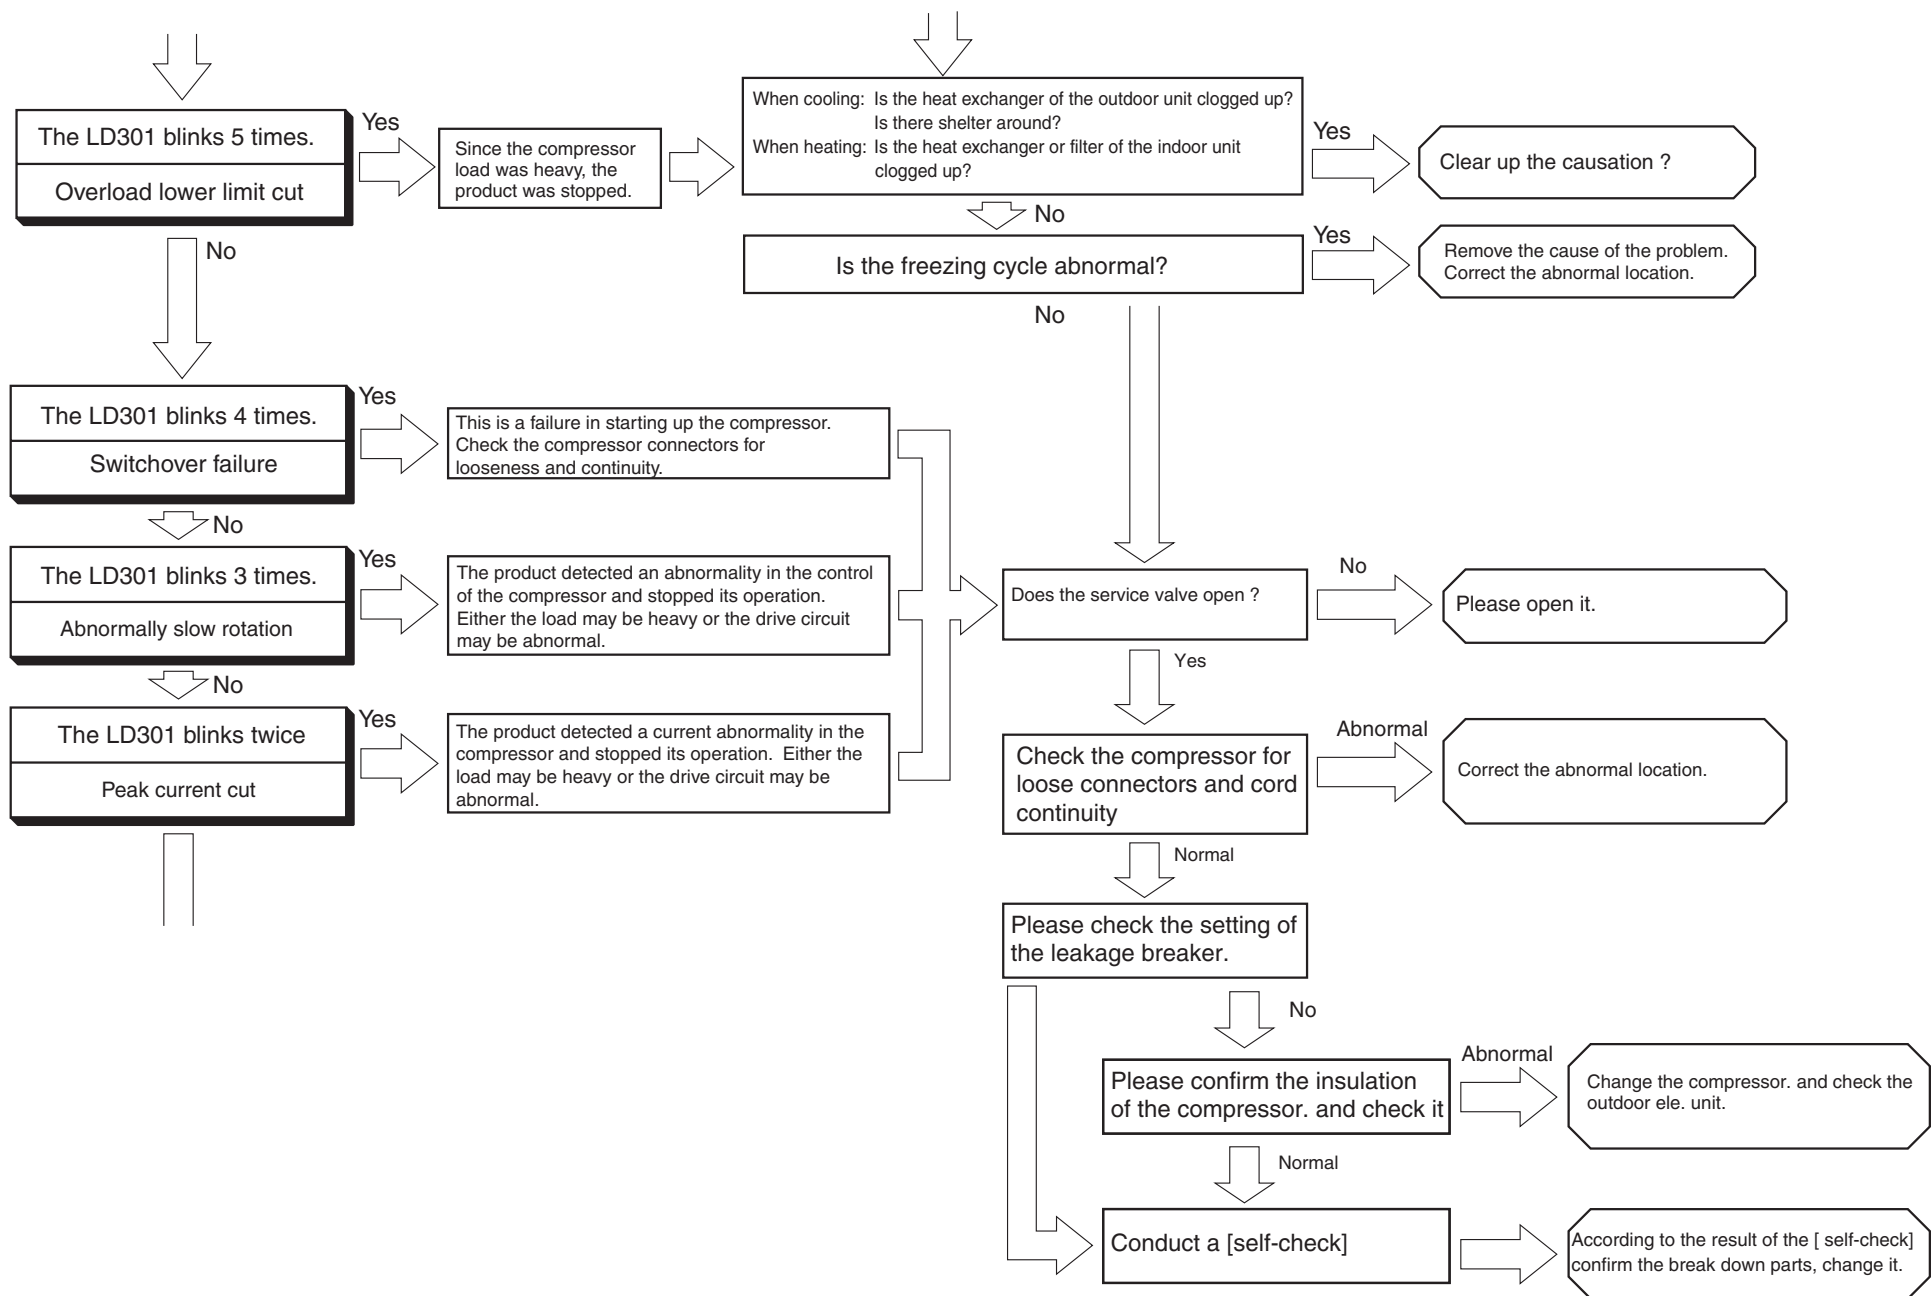 The LD301 blinks 5 times.
Overload lower limit cut
Yes
Since the compressor
load was heavy, the
product was stopped.
When cooling: Is the heat exchanger of the outdoor unit clogged up?
Is there shelter around?
When heating: Is the heat exchanger or filter of the indoor unit
clogged up?
Yes
Clear up the causation ?
No
Is the freezing cycle abnormal?
Yes
Remove the cause of the problem.
Correct the abnormal location.
No
No
The LD301 blinks 4 times.
Switchover failure
Yes
This is a failure in starting up the compressor.
Check the compressor connectors for
looseness and continuity.
No
The LD301 blinks 3 times.
Abnormally slow rotation
Yes
The product detected an abnormality in the control
of the compressor and stopped its operation.
Either the load may be heavy or the drive circuit
may be abnormal.
No
The LD301 blinks twice
Peak current cut
Yes
The product detected a current abnormality in the
compressor and stopped its operation. Either the
load may be heavy or the drive circuit may be
abnormal.
Does the service valve open ?
No
Please open it.
Yes
Check the compressor for
loose connectors and cord
continuity
Abnormal
Correct the abnormal location.
Normal
Please check the setting of
the leakage breaker.
No
Please confirm the insulation
of the compressor. and check it
Abnormal
Change the compressor. and check the
outdoor ele. unit.
Normal
Conduct a [self-check]
According to the result of the [ self-check]
confirm the break down parts, change it.